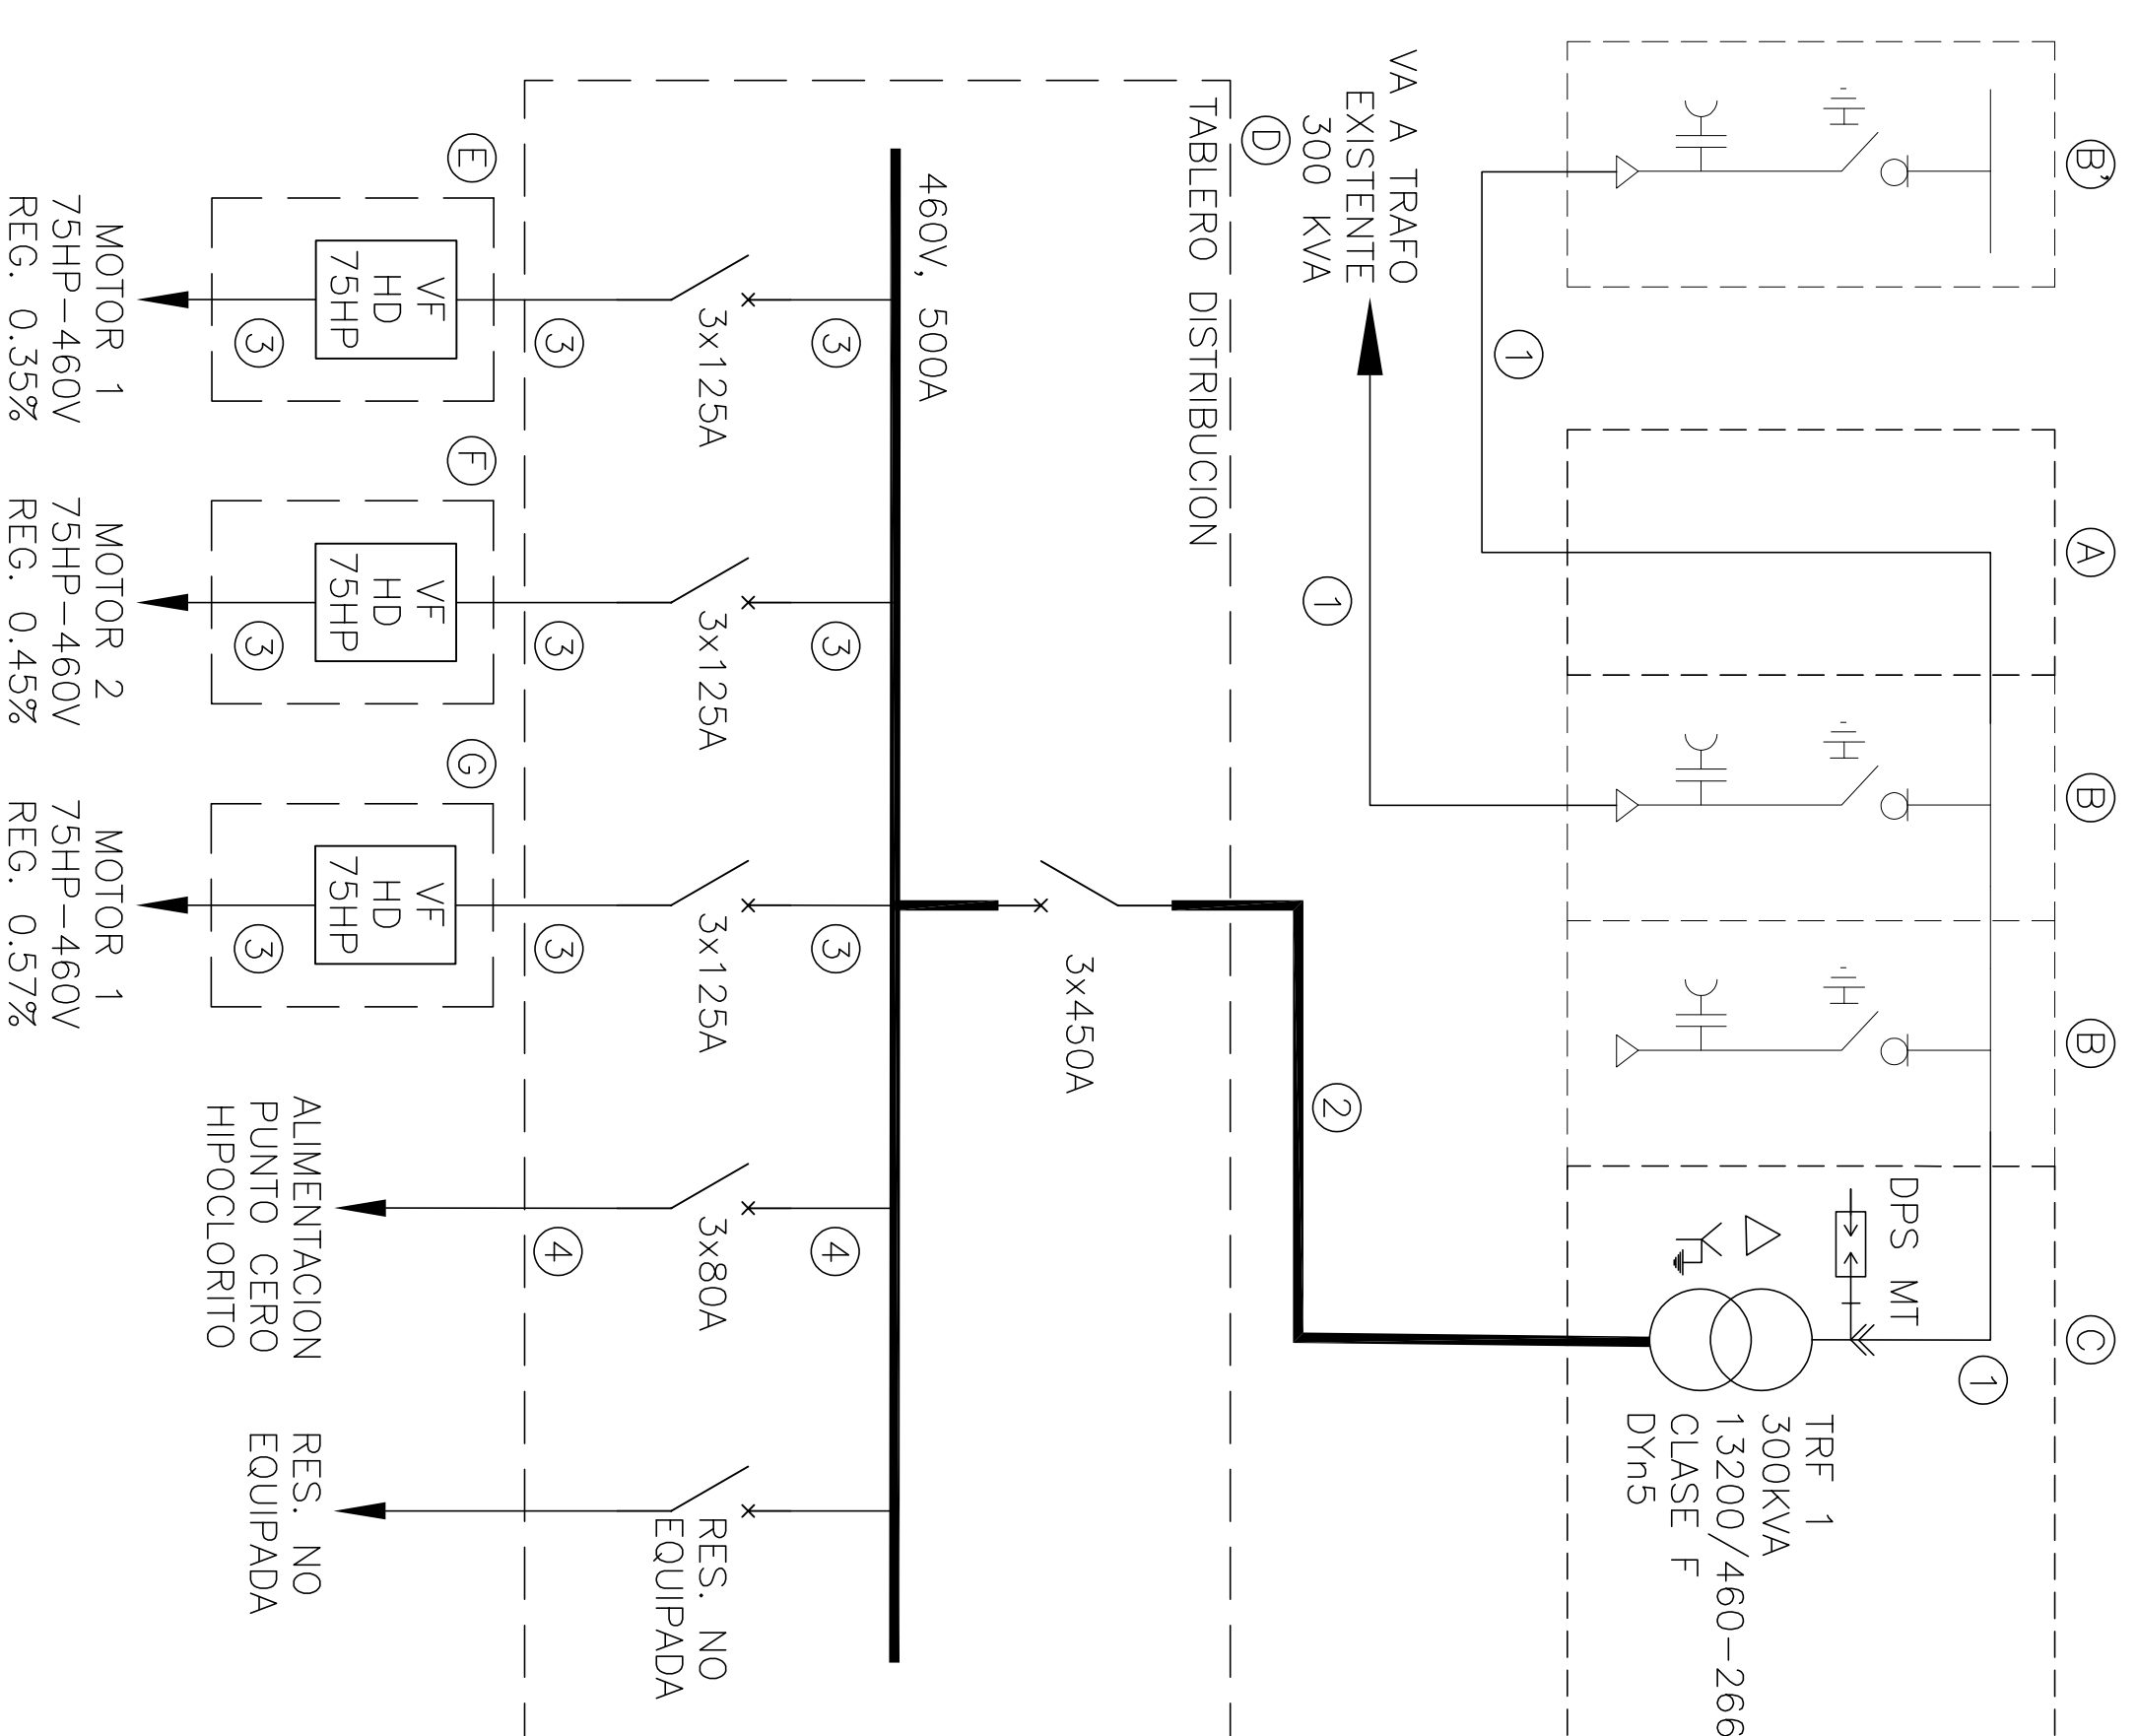 B'
A
B
B
C
1
VA A TRAFO
EXISTENTE
300 KVA
1
DPS MT
1
TRF 1
300KVA
13200/460-266
CLASE F
DYn5
D
TABLERO DISTRIBUCION
2
3x450A
460V, 500A
3
3
3
4
3x125A
3x125A
3x125A
3x80A
RES. NO
EQUIPADA
3
3
3
4
E
VF
HD
75HP
3
MOTOR 1
75HP-460V
REG. 0.35%
F
VF
HD
75HP
3
MOTOR 2
75HP-460V
REG. 0.45%
G
VF
HD
75HP
3
MOTOR 1
75HP-460V
REG. 0.57%
ALIMENTACION
PUNTO CERO
HIPOCLORITO
RES. NO
EQUIPADA